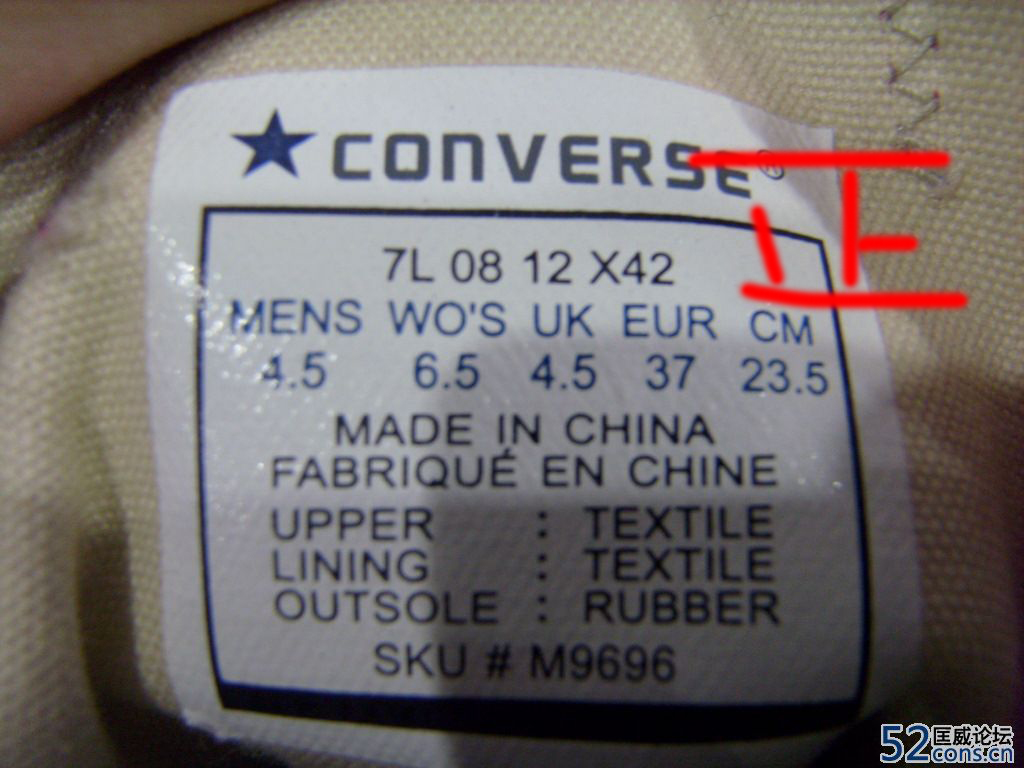 CONVERSE®
正
7L 08 12 X42
MENS WO'S UK EUR CM
4.5 6.5 4.5 37 23.5
MADE IN CHINA
FABRIQUÉ EN CHINE
UPPER : TEXTILE
LINING : TEXTILE
OUTSOLE : RUBBER
SKU # M9696
52匡威论坛
cons.cn